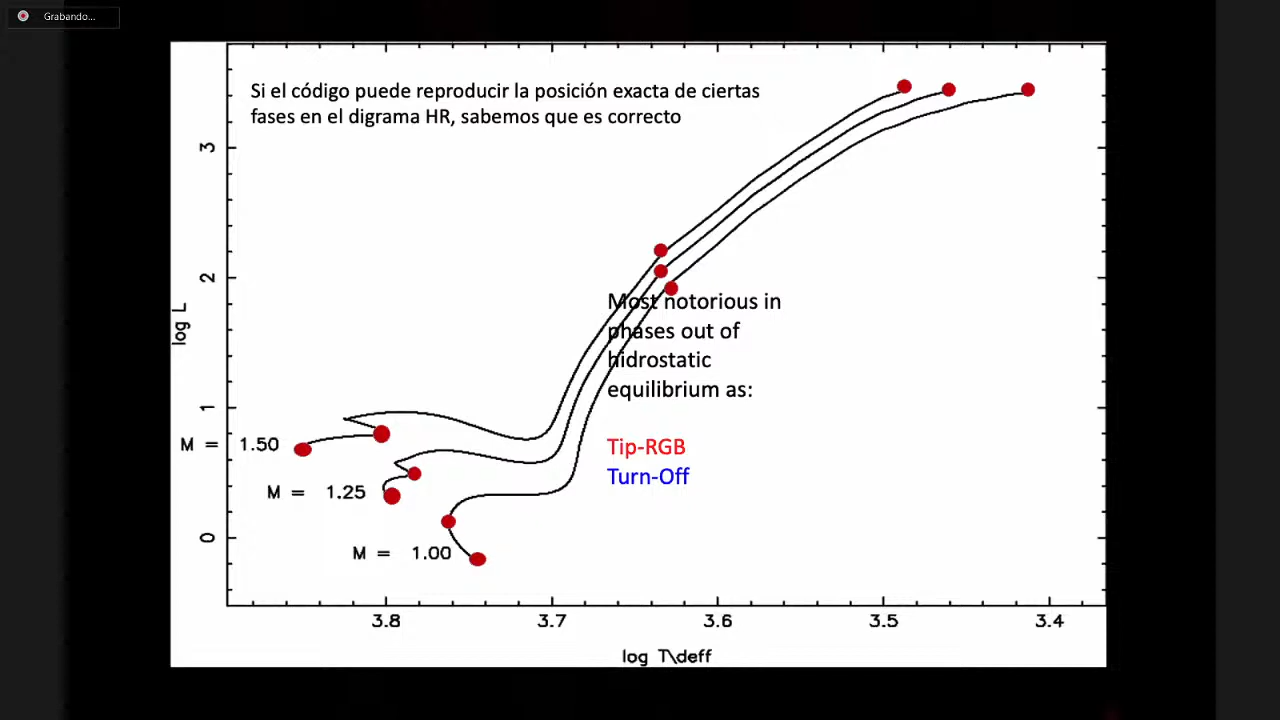 Grabando...
Si el código puede reproducir la posición exacta de ciertas
fases en el digrama HR, sabemos que es correcto
3
2
1
0
log L
Most notorious in
phases out of
hidrostatic
equilibrium as:
Tip-RGB
Turn-Off
M = 1.50
M = 1.25
M = 1.00
3.8 3.7 3.6 3.5 3.4
log T\deff